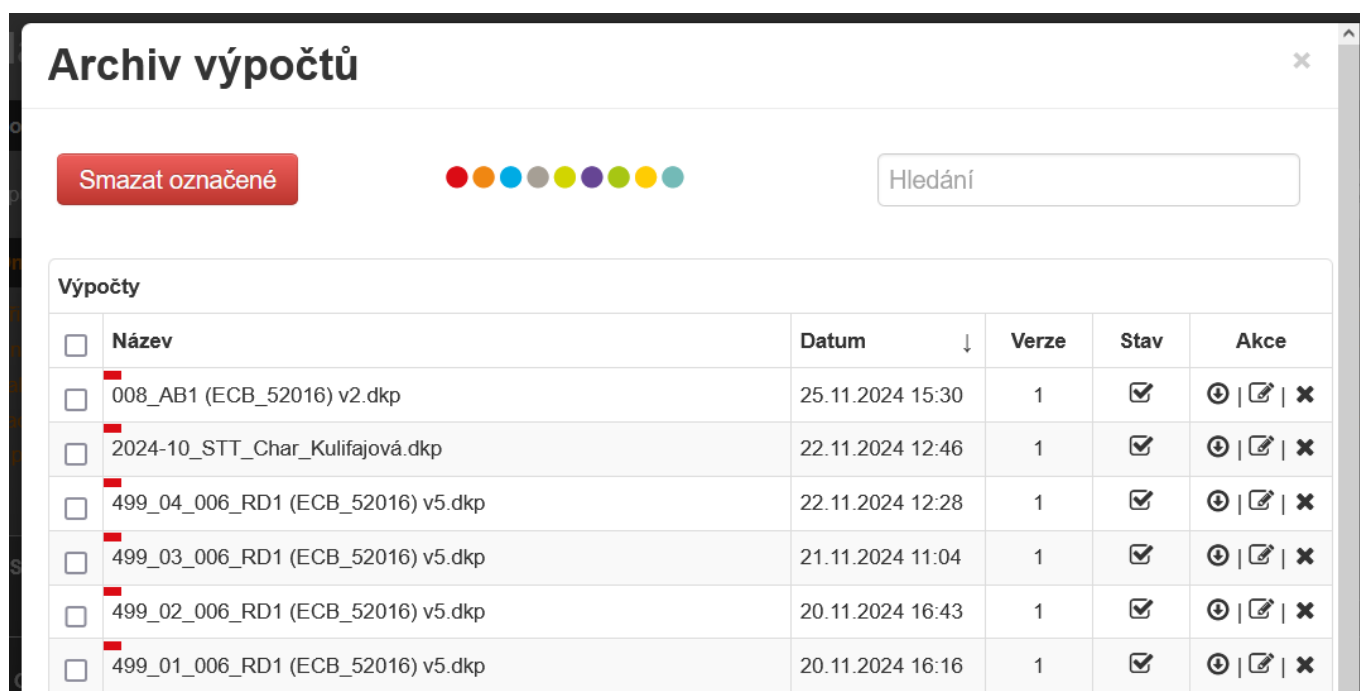 Archiv výpočtů
Smazat označené
Hledání
Výpočty
Název Datum ↓ Verze Stav Akce
008_AB1 (ECB_52016) v2.dkp 25.11.2024 15:30 1
2024-10_STT_Char_Kulifajová.dkp 22.11.2024 12:46 1
499_04_006_RD1 (ECB_52016) v5.dkp 22.11.2024 12:28 1
499_03_006_RD1 (ECB_52016) v5.dkp 21.11.2024 11:04 1
499_02_006_RD1 (ECB_52016) v5.dkp 20.11.2024 16:43 1
499_01_006_RD1 (ECB_52016) v5.dkp 20.11.2024 16:16 1